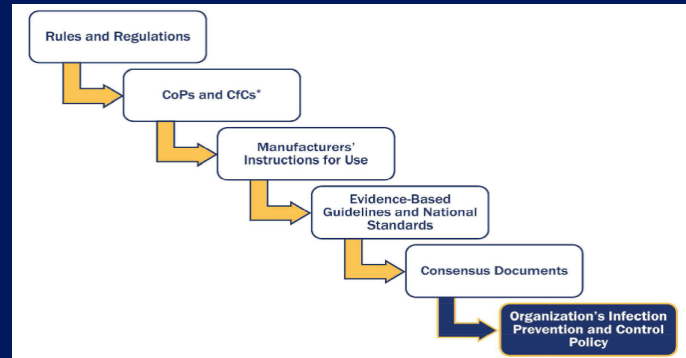 Rules and Regulations
CoPs and CfCs*
Manufacturers'
Instructions for Use
Evidence-Based
Guidelines and National
Standards
Consensus Documents
Organization's Infection
Prevention and Control
Policy